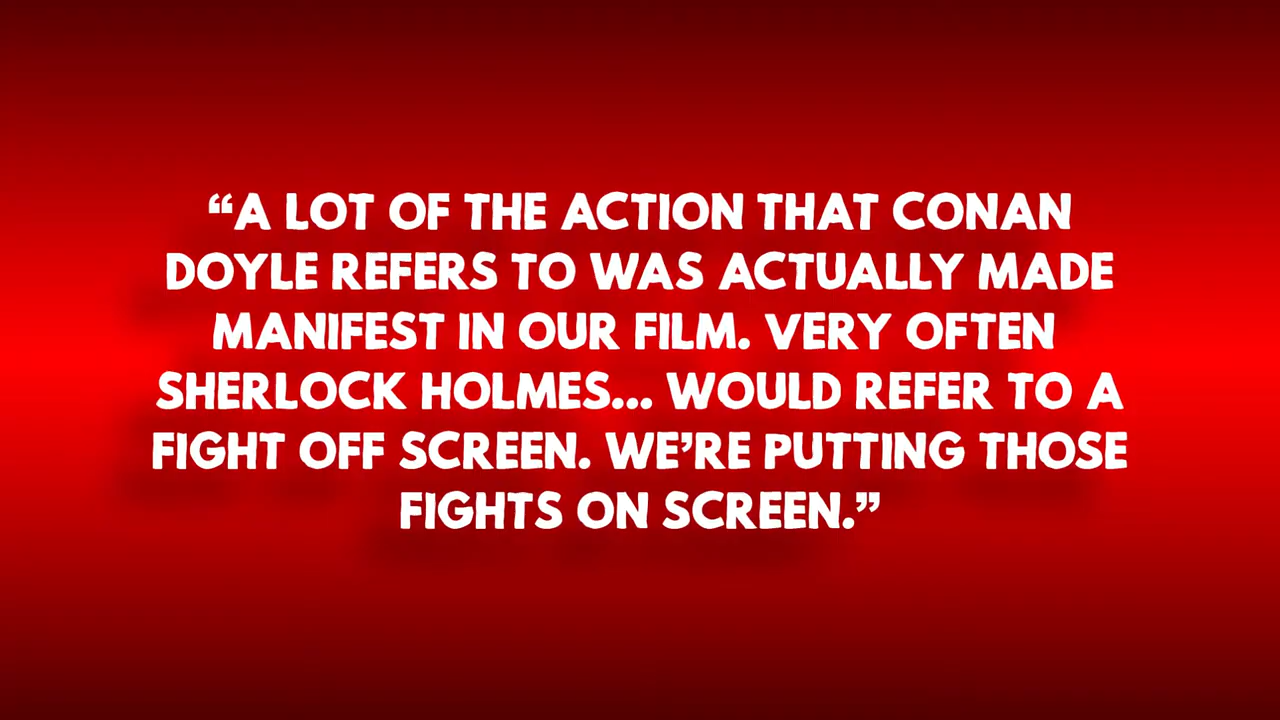 “A LOT OF THE ACTION THAT CONAN
DOYLE REFERS TO WAS ACTUALLY MADE
MANIFEST IN OUR FILM. VERY OFTEN
SHERLOCK HOLMES... WOULD REFER TO A
FIGHT OFF SCREEN. WE’RE PUTTING THOSE
FIGHTS ON SCREEN.”